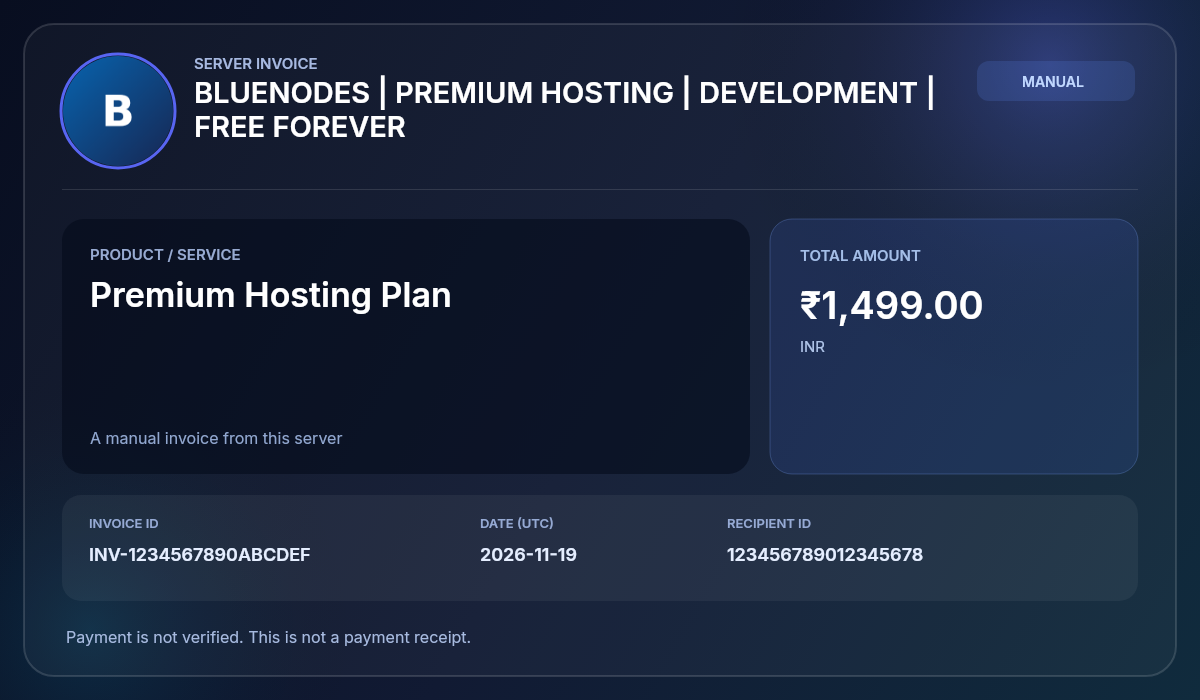 B
SERVER INVOICE
BLUENODES | PREMIUM HOSTING | DEVELOPMENT |
FREE FOREVER
MANUAL
PRODUCT / SERVICE
Premium Hosting Plan
A manual invoice from this server
TOTAL AMOUNT
₹1,499.00
INR
INVOICE ID
INV-1234567890ABCDEF
DATE (UTC)
2026-11-19
RECIPIENT ID
123456789012345678
Payment is not verified. This is not a payment receipt.